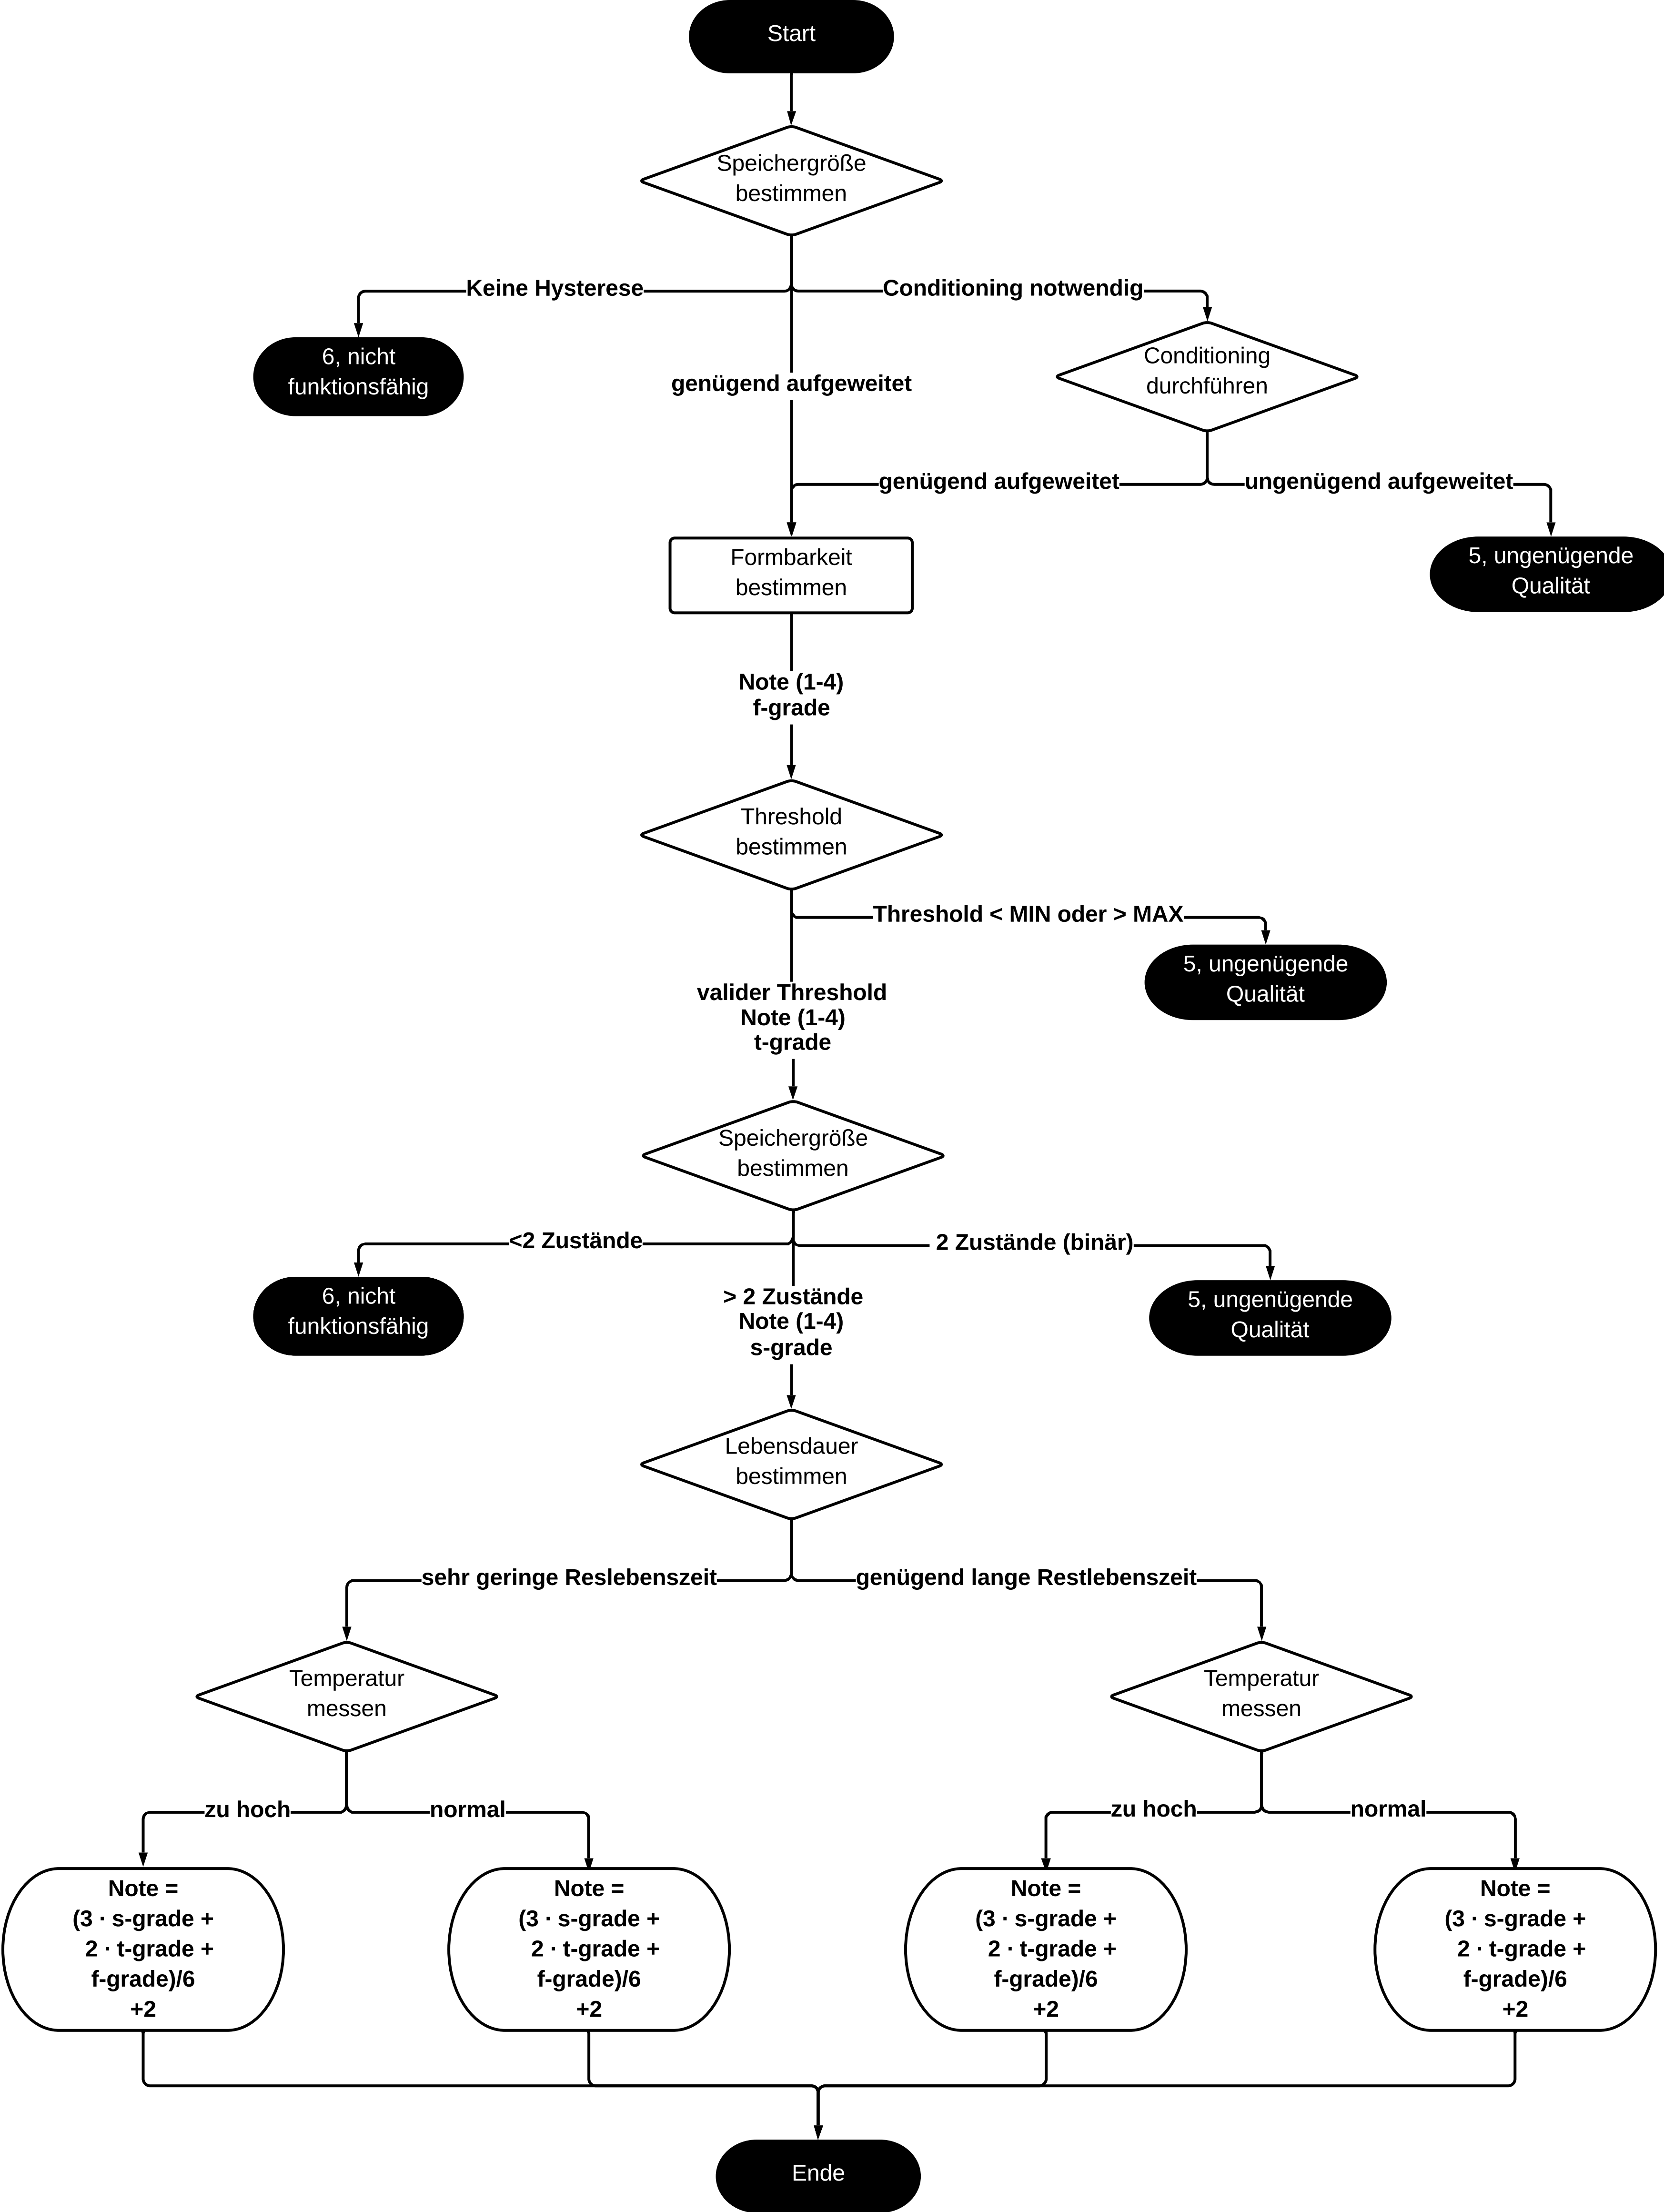 Start
Speichergröße
bestimmen
Keine Hysterese
Conditioning notwendig
6, nicht
funktionsfähig
genügend aufgeweitet
Conditioning
durchführen
genügend aufgeweitet
ungenügend aufgeweitet
Formbarkeit
bestimmen
5, ungenügende
Qualität
Note (1-4)
f-grade
Threshold
bestimmen
Threshold < MIN oder > MAX
5, ungenügende
Qualität
valider Threshold
Note (1-4)
t-grade
Speichergröße
bestimmen
<2 Zustände
2 Zustände (binär)
6, nicht
funktionsfähig
> 2 Zustände
Note (1-4)
s-grade
5, ungenügende
Qualität
Lebensdauer
bestimmen
sehr geringe Reslebenszeit
genügend lange Restlebenszeit
Temperatur
messen
Temperatur
messen
zu hoch
normal
zu hoch
normal
Note =
(3 · s-grade +
2 · t-grade +
f-grade)/6
+2
Note =
(3 · s-grade +
2 · t-grade +
f-grade)/6
+2
Note =
(3 · s-grade +
2 · t-grade +
f-grade)/6
+2
Note =
(3 · s-grade +
2 · t-grade +
f-grade)/6
+2
Ende